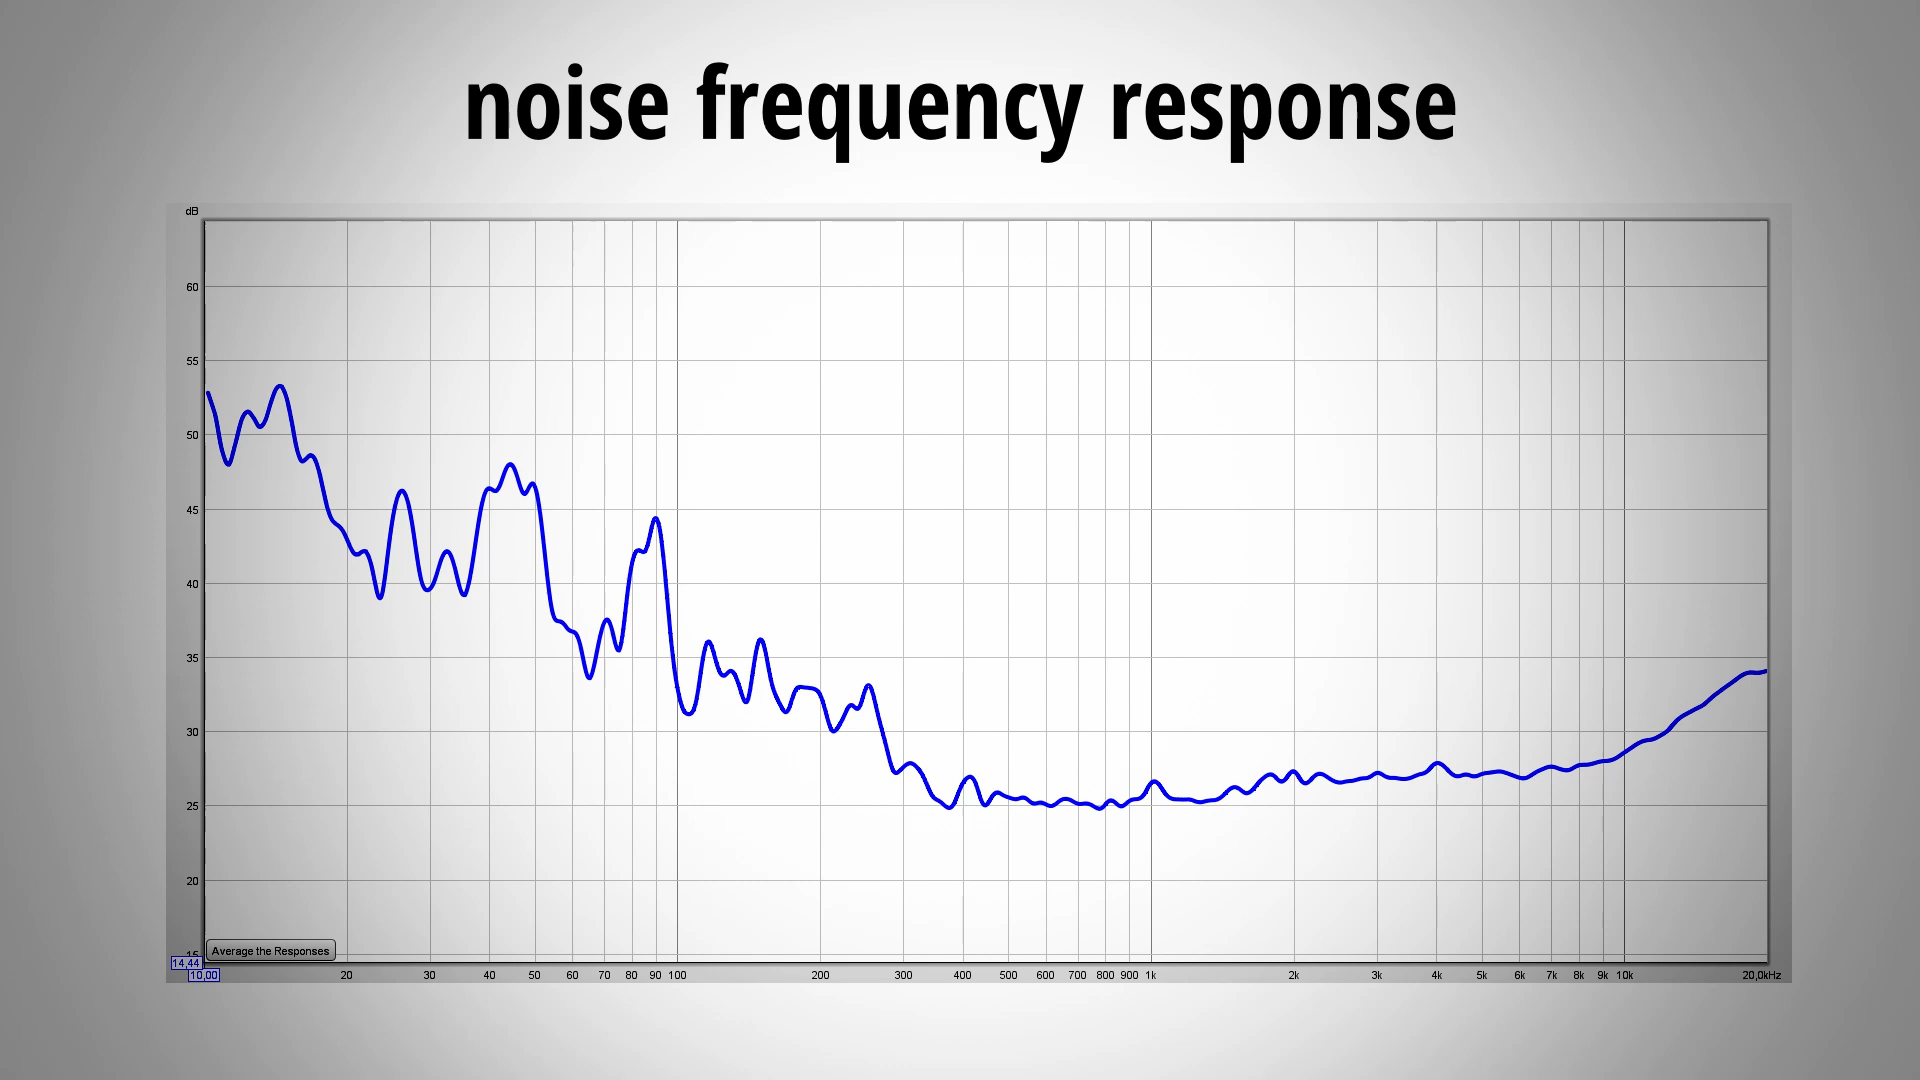 noise frequency response
dB
60
55
50
45
40
35
30
25
20
15
Average the Responses
14,44
10,00 20 30 40 50 60 70 80 90 100 200 300 400 500 600 700 800 900 1k 2k 3k 4k 5k 6k 7k 8k 9k 10k 20,0kHz